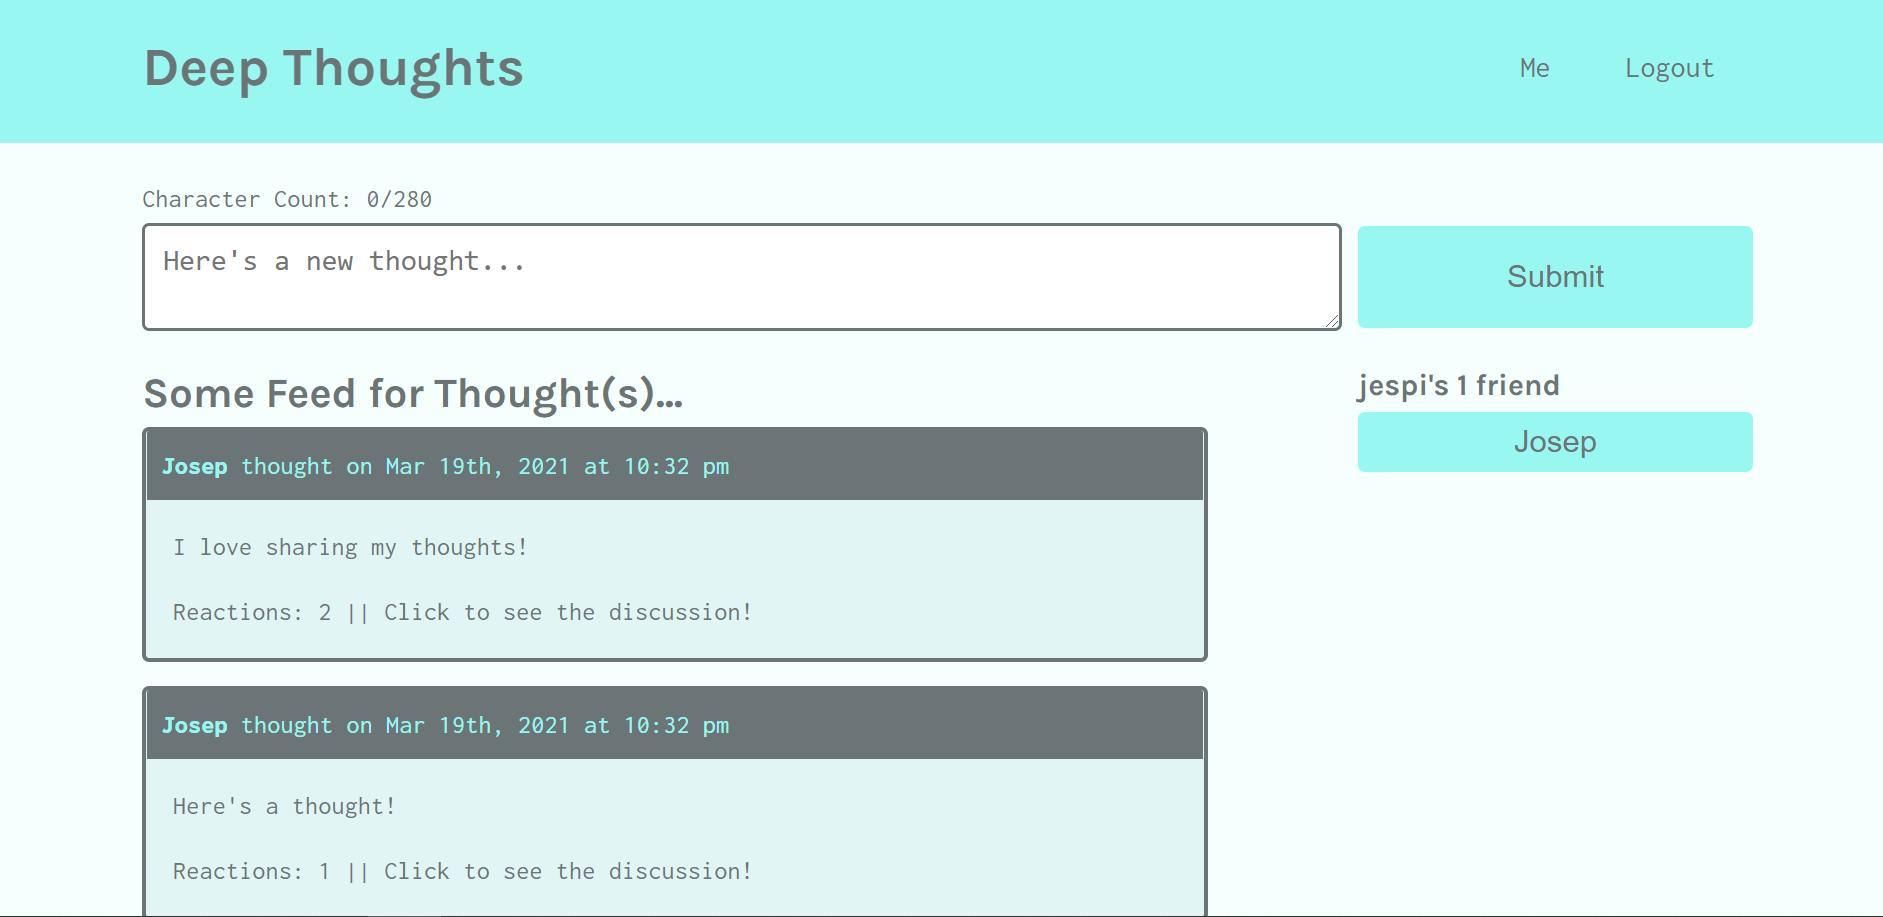 Deep Thoughts
Me
Logout
Character Count: 0/280
Here's a new thought...
Submit
Some Feed for Thought(s)...
jespi's 1 friend
Josep
Josep thought on Mar 19th, 2021 at 10:32 pm
I love sharing my thoughts!
Reactions: 2 || Click to see the discussion!
Josep thought on Mar 19th, 2021 at 10:32 pm
Here's a thought!
Reactions: 1 || Click to see the discussion!